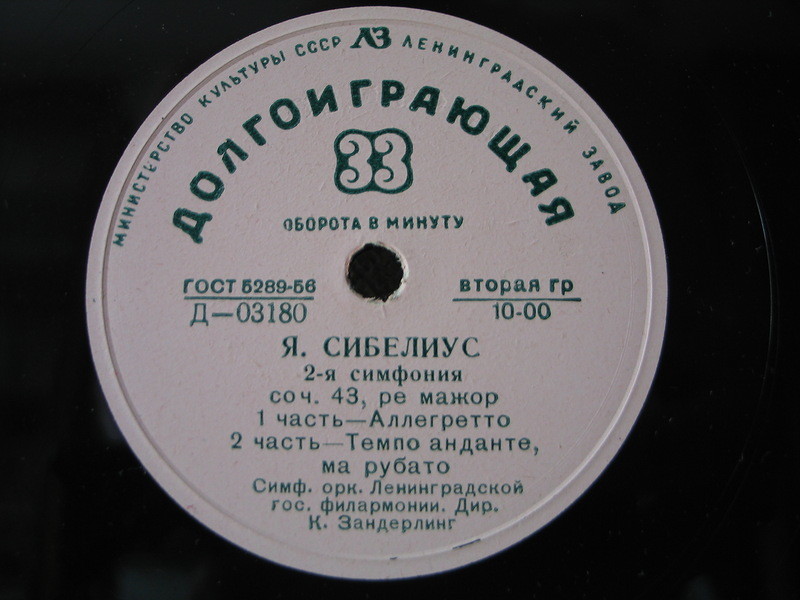 МИНИСТЕРСТВО КУЛЬТУРЫ СССР ЛЗ ЛЕНИНГРАДСКИЙ ЗАВОД
ДОЛГОИГРАЮЩАЯ
33
ОБОРОТА В МИНУТУ
ГОСТ 5289-56
Д—03180
вторая гр
10-00
Я. СИБЕЛИУС
2-я симфония
соч. 43, ре мажор
1 часть—Аллегретто
2 часть—Темпо анданте,
ма рубато
Симф. орк. Ленинградской
гос. филармонии. Дир.
К. Зандерлинг